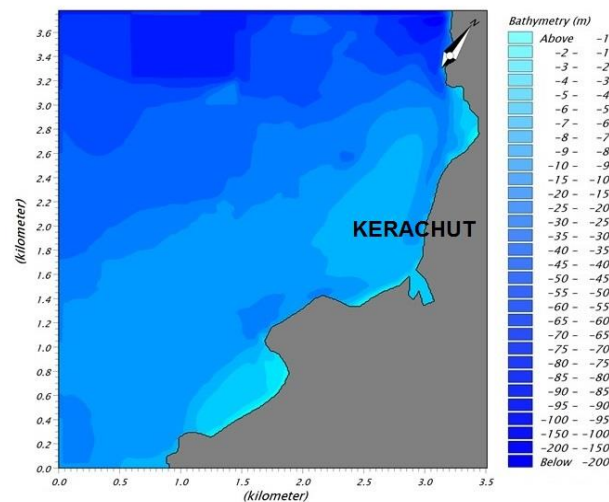 Bathymetry (m)
Above -1
-2 - -1
-3 - -2
-4 - -3
-5 - -4
-6 - -5
-7 - -6
-8 - -7
-9 - -8
-10 - -9
-15 - -10
-20 - -15
-25 - -20
-30 - -25
-35 - -30
-40 - -35
-45 - -40
-50 - -45
-55 - -50
-60 - -55
-65 - -60
-70 - -65
-75 - -70
-80 - -75
-85 - -80
-90 - -85
-95 - -90
-100 - -95
-150 - -100
-200 - -150
Below -200
N
KERACHUT
(kilometer)
3.6
3.4
3.2
3.0
2.8
2.6
2.4
2.2
2.0
1.8
1.6
1.4
1.2
1.0
0.8
0.6
0.4
0.2
0.0
0.0 0.5 1.0 1.5 2.0 2.5 3.0 3.5
(kilometer)